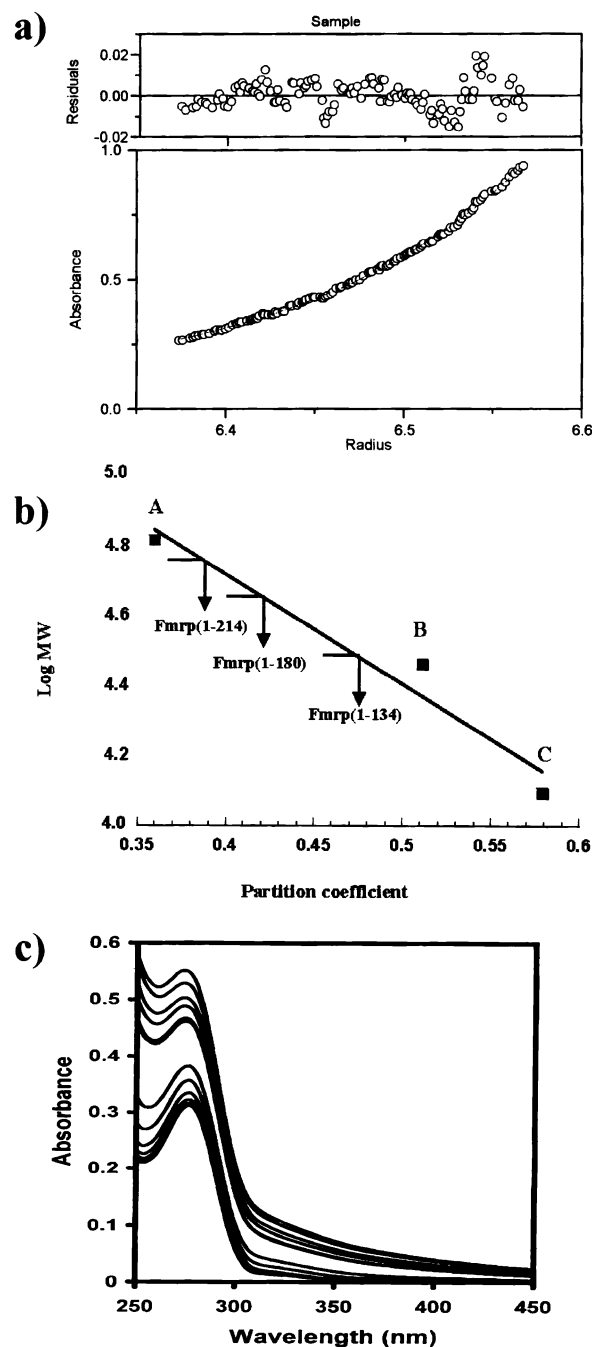 a)
Sample
Residuals
0.02
0.00
-0.02
Absorbance
1.0
0.5
0.0
6.4
6.5
6.6
Radius
b)
Log MW
5.0
4.8
4.6
4.4
4.2
4.0
A
B
C
Fmrp(1-214)
Fmrp(1-180)
Fmrp(1-134)
0.35
0.4
0.45
0.5
0.55
0.6
Partition coefficient
c)
Absorbance
0.6
0.5
0.4
0.3
0.2
0.1
0
250
300
350
400
450
Wavelength (nm)